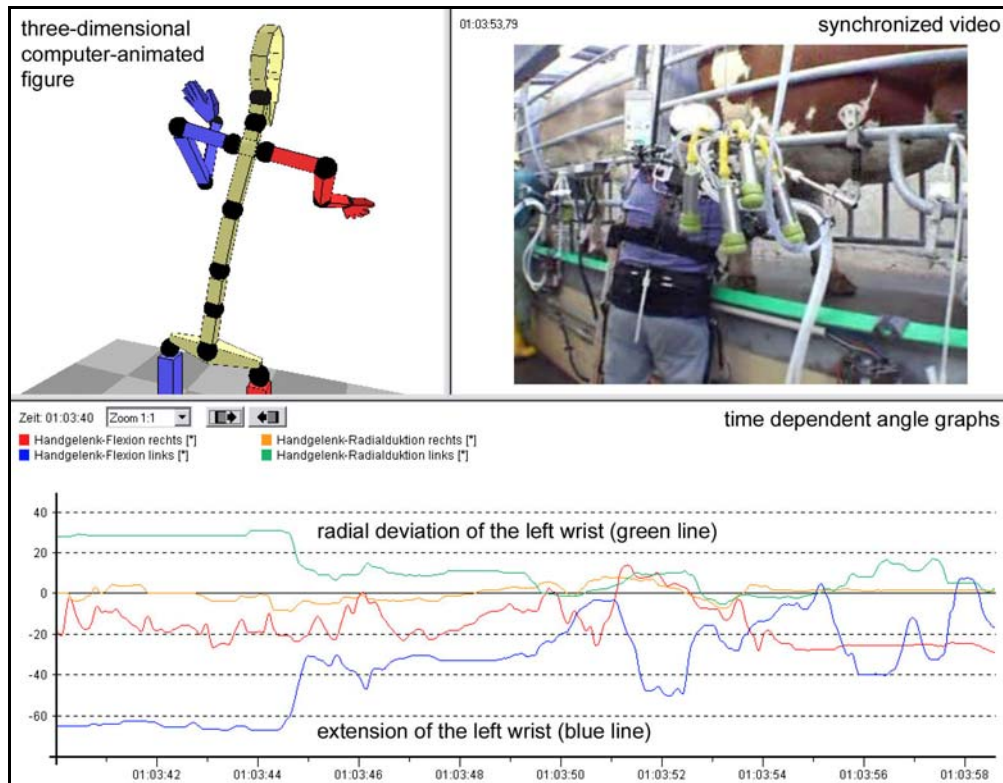 three-dimensional
computer-animated
figure
01:03:53,79
synchronized video
Zeit: 01:03:40
Zoom 1:1
time dependent angle graphs
Handgelenk-Flexion rechts [°]
Handgelenk-Radialduktion rechts [°]
Handgelenk-Flexion links [°]
Handgelenk-Radialduktion links [°]
40
radial deviation of the left wrist (green line)
20
0
-20
-40
-60
extension of the left wrist (blue line)
01:03:42 01:03:44 01:03:46 01:03:48 01:03:50 01:03:52 01:03:54 01:03:56 01:03:58